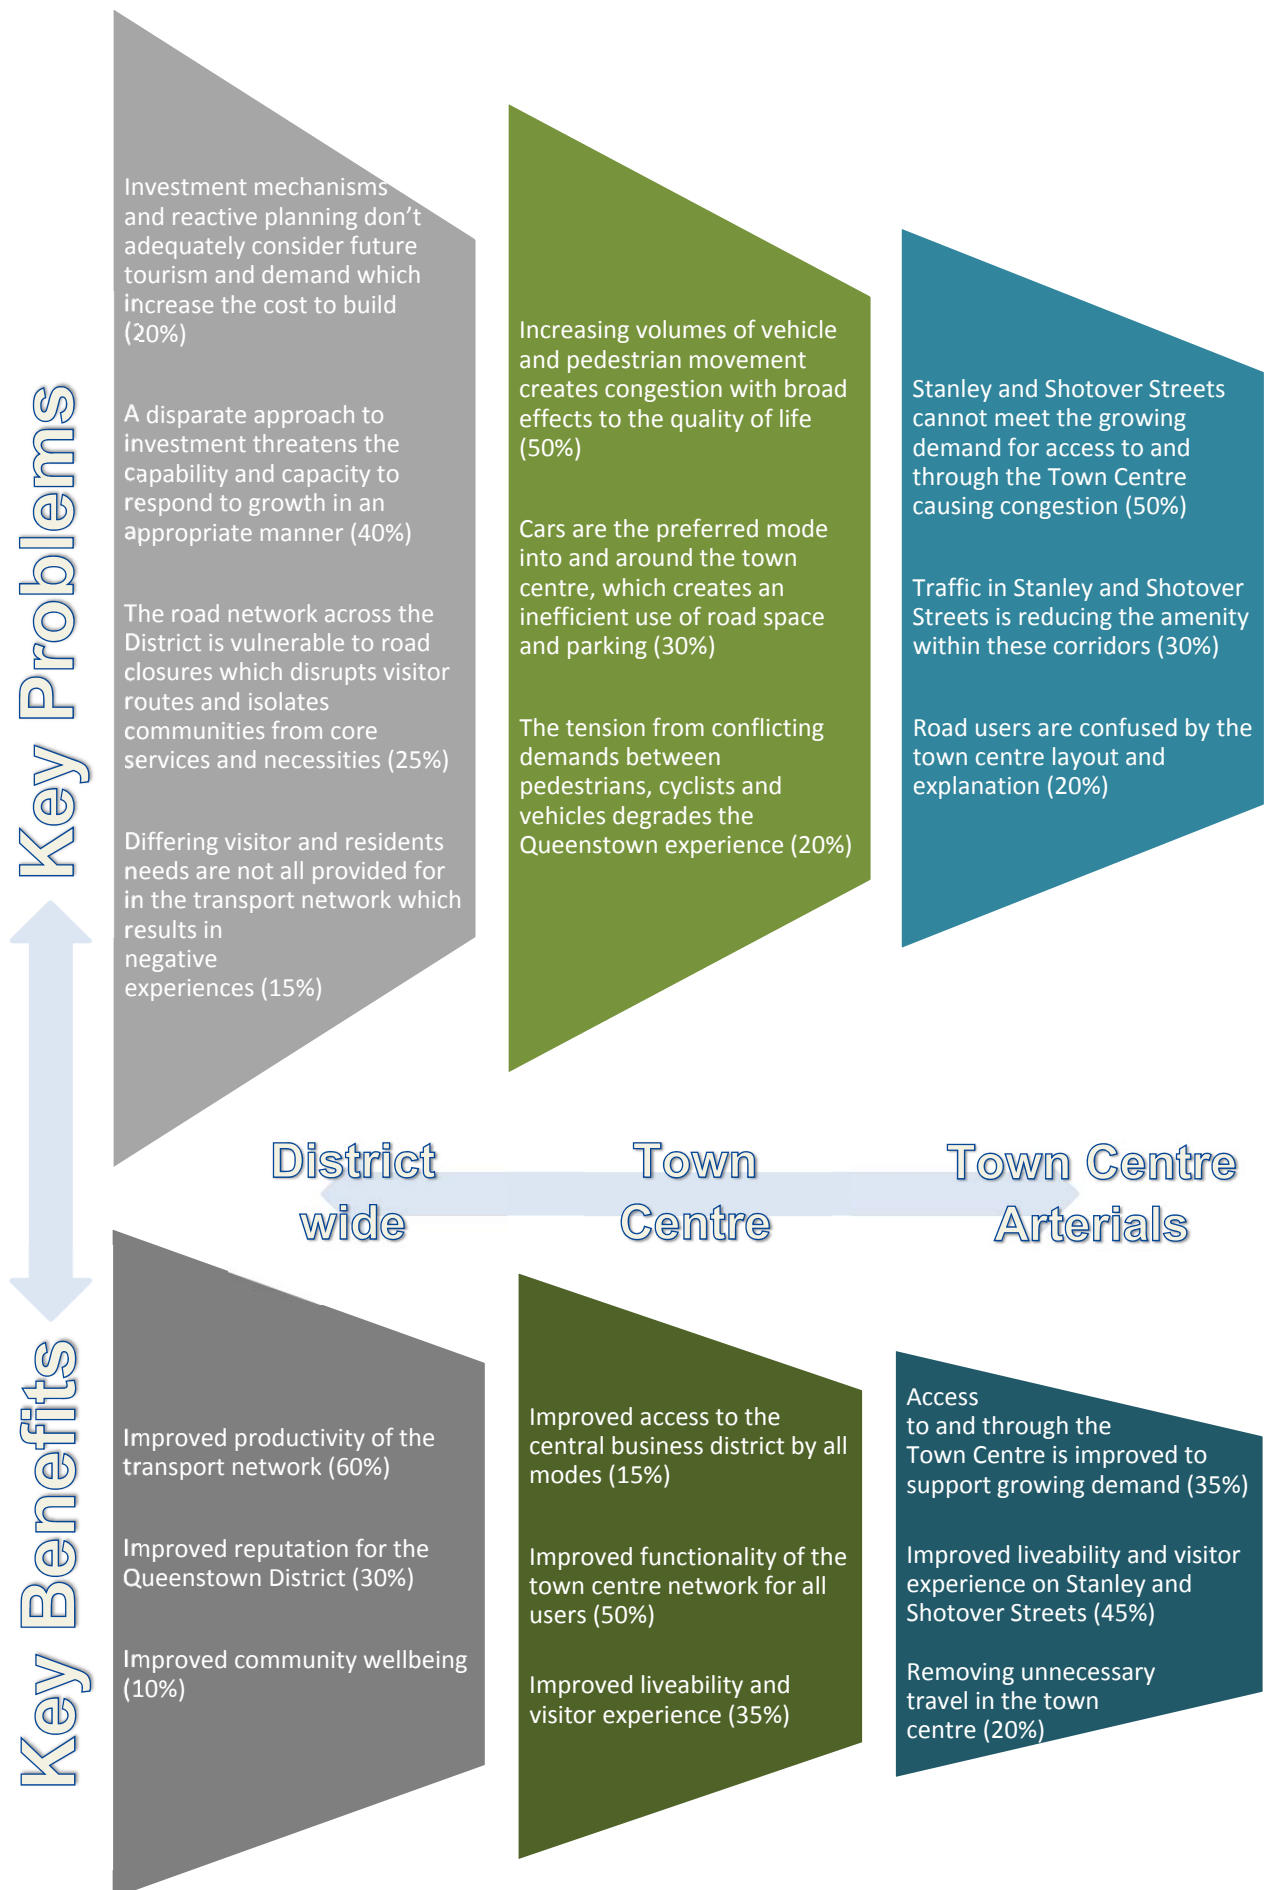 Key Problems
Investment mechanisms
and reactive planning don’t
adequately consider future
tourism and demand which
increase the cost to build
(20%)
A disparate approach to
investment threatens the
capability and capacity to
respond to growth in an
appropriate manner (40%)
The road network across the
District is vulnerable to road
closures which disrupts visitor
routes and isolates
communities from core
services and necessities (25%)
Differing visitor and residents
needs are not all provided for
in the transport network which
results in
negative
experiences (15%)
Increasing volumes of vehicle
and pedestrian movement
creates congestion with broad
effects to the quality of life
(50%)
Cars are the preferred mode
into and around the town
centre, which creates an
inefficient use of road space
and parking (30%)
The tension from conflicting
demands between
pedestrians, cyclists and
vehicles degrades the
Queenstown experience (20%)
Stanley and Shotover Streets
cannot meet the growing
demand for access to and
through the Town Centre
causing congestion (50%)
Traffic in Stanley and Shotover
Streets is reducing the amenity
within these corridors (30%)
Road users are confused by the
town centre layout and
explanation (20%)
District
wide
Town
Centre
Town Centre
Arterials
Key Benefits
Improved productivity of the
transport network (60%)
Improved reputation for the
Queenstown District (30%)
Improved community wellbeing
(10%)
Improved access to the
central business district by all
modes (15%)
Improved functionality of the
town centre network for all
users (50%)
Improved liveability and
visitor experience (35%)
Access
to and through the
Town Centre is improved to
support growing demand (35%)
Improved liveability and visitor
experience on Stanley and
Shotover Streets (45%)
Removing unnecessary
travel in the town
centre (20%)